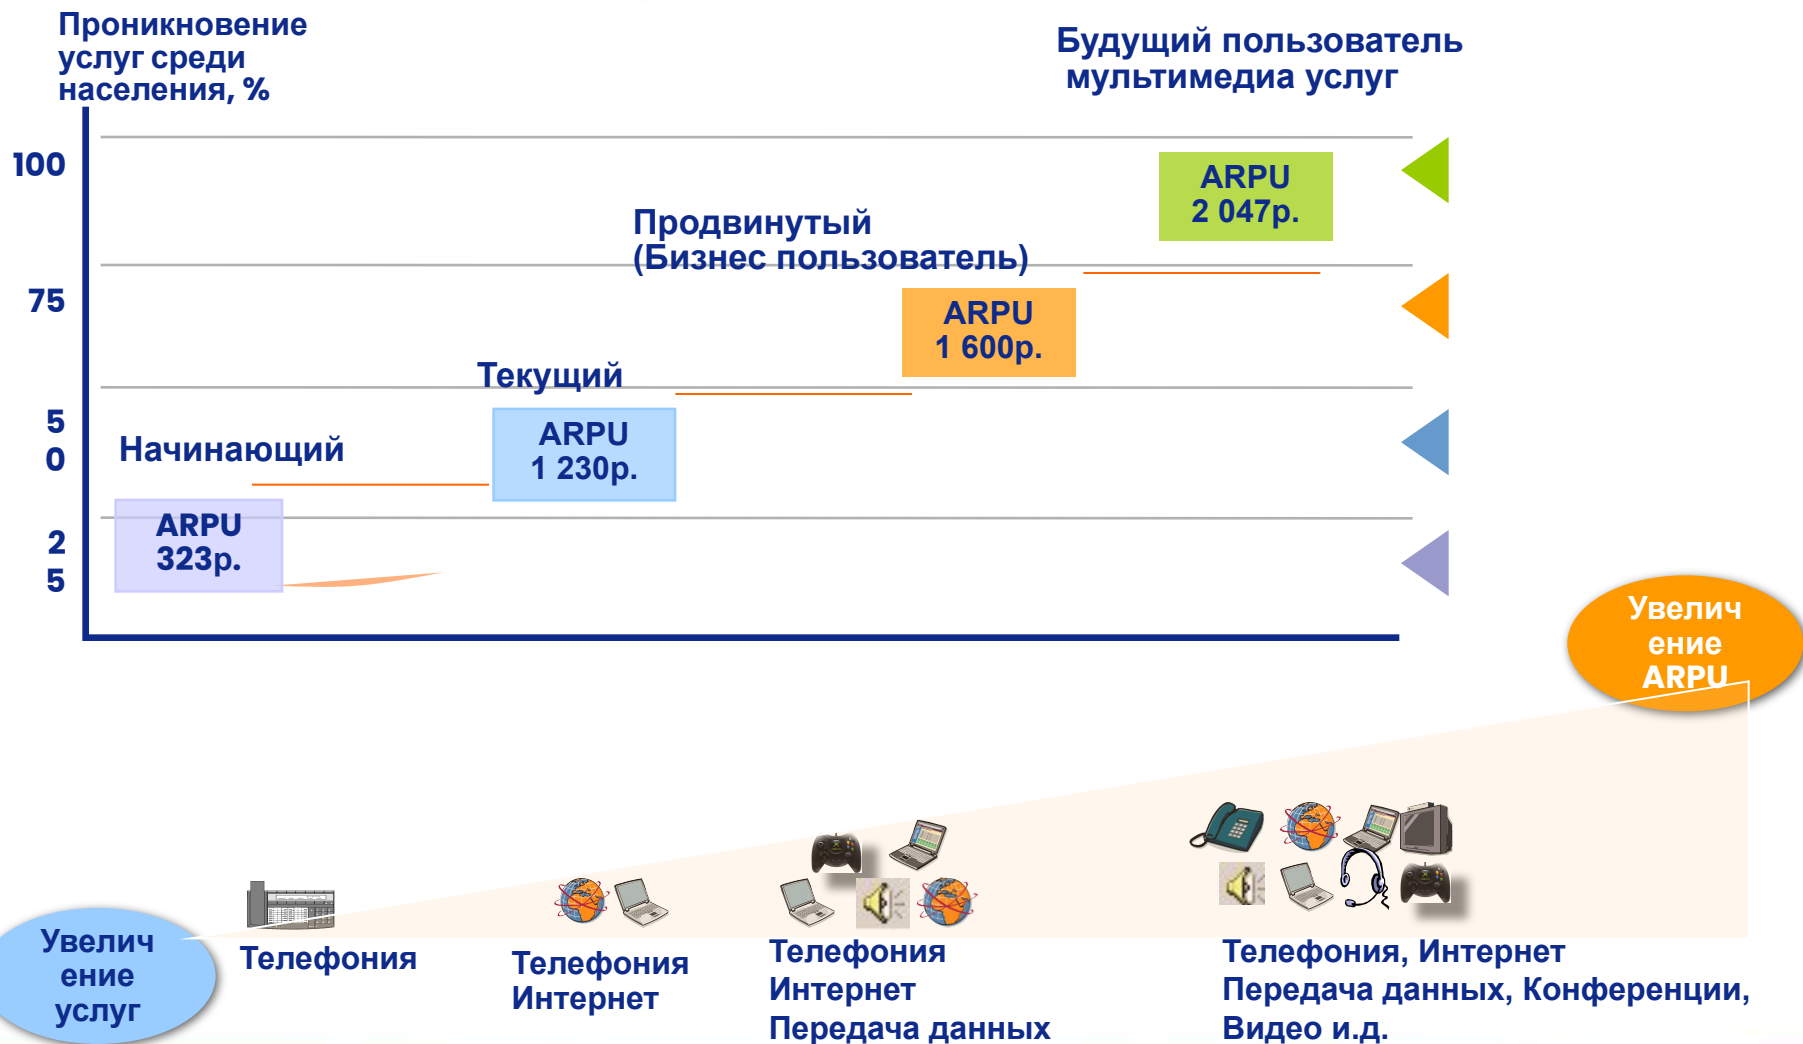 Проникновение
услуг среди
населения, %
Будущий пользователь
мультимедиа услуг
100
ARPU
2 047р.
Продвинутый
(Бизнес пользователь)
75
ARPU
1 600р.
Текущий
5
0
ARPU
1 230р.
Начинающий
2
5
ARPU
323р.
Увелич
ение
ARPU
Увелич
ение
услуг
Телефония
Телефония
Интернет
Телефония
Интернет
Передача данных
Телефония, Интернет
Передача данных, Конференции,
Видео и.д.